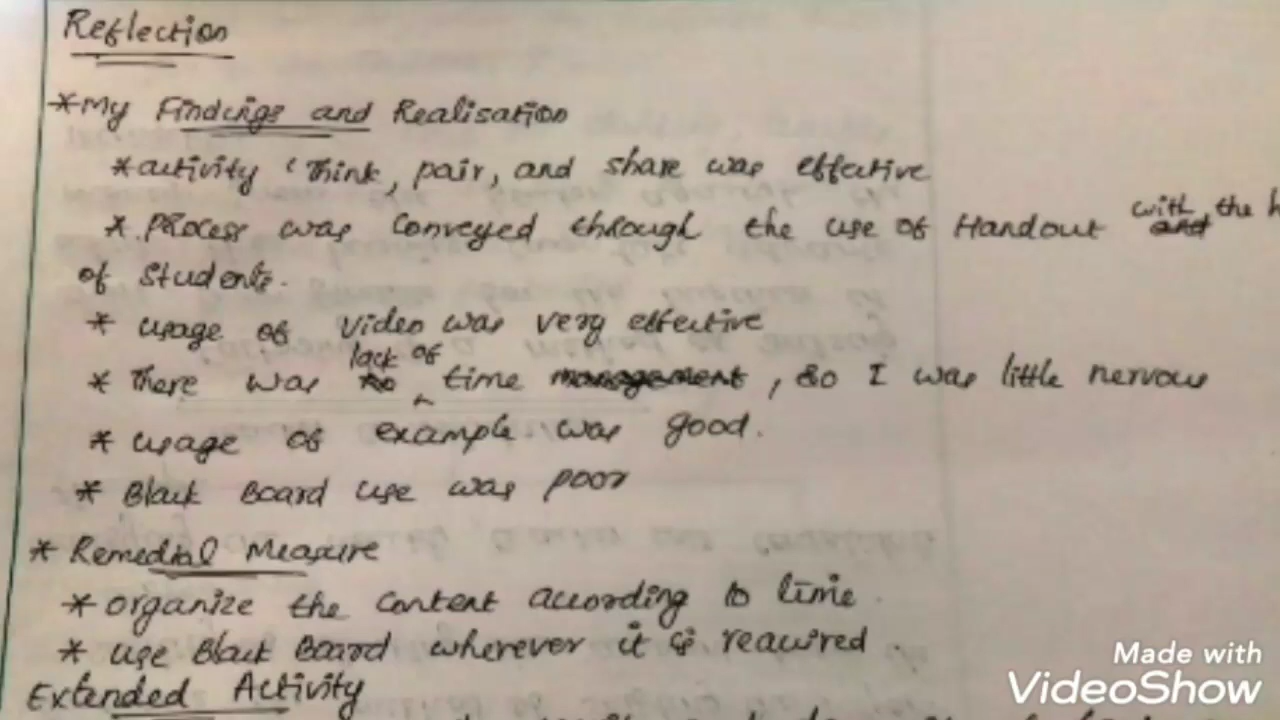 Reflection
* My Findings and Realisation
* activity ‘Think, pair, and share was effective
* Process was conveyed through the use of Handout with the
of students.
* usage of video was very effective
* There was lack of time, so I was little nervous
* usage of example was good.
* Black Board use was poor
* Remedial Measure
* organize the content according to time.
* use Black Board wherever it is reauired.
Extended Activity
Made with
VideoShow